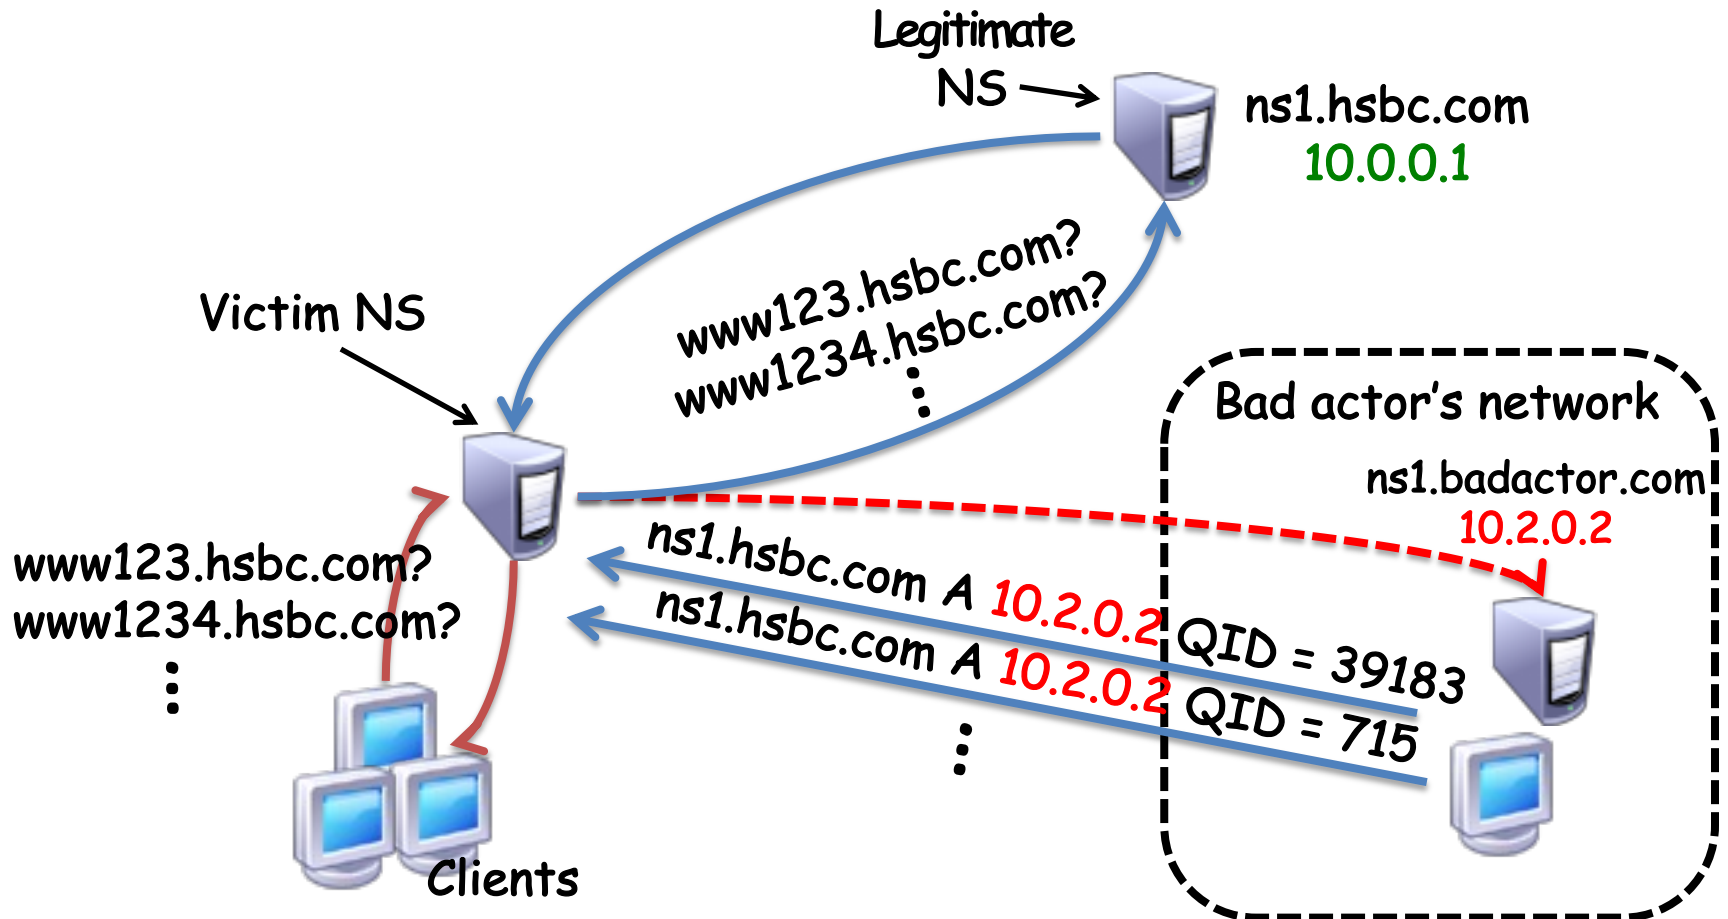 Legitimate
NS
ns1.hsbc.com
10.0.0.1
www123.hsbc.com?
www1234.hsbc.com?
Victim NS
Bad actor's network
ns1.badactor.com
10.2.0.2
ns1.hsbc.com A 10.2.0.2 QID = 39183
ns1.hsbc.com A 10.2.0.2 QID = 715
www123.hsbc.com?
www1234.hsbc.com?
Clients